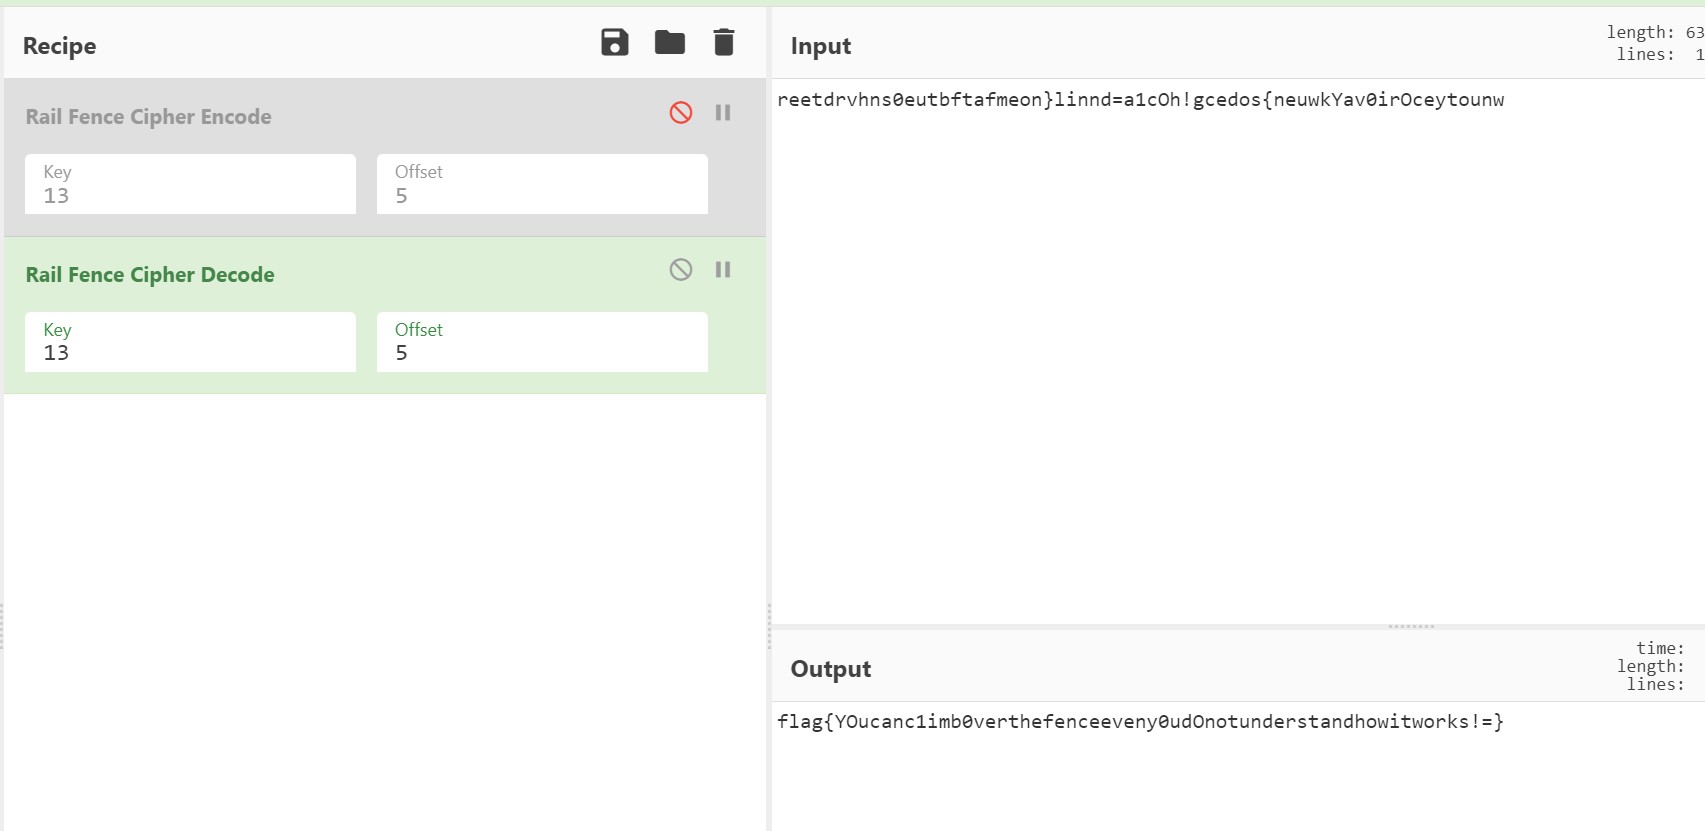 Recipe
Rail Fence Cipher Encode
Key
13
Offset
5
Rail Fence Cipher Decode
Key
13
Offset
5
Input
length: 63
lines: 1
reetdrvhns0eutbftafmeon}linnd=a1cOh!gcedos{neuwkYav0irOceytounw
Output
time:
length:
lines:
flag{YOucanc1imb0verthefenceeveny0udOnotunderstandhowitworks!=}